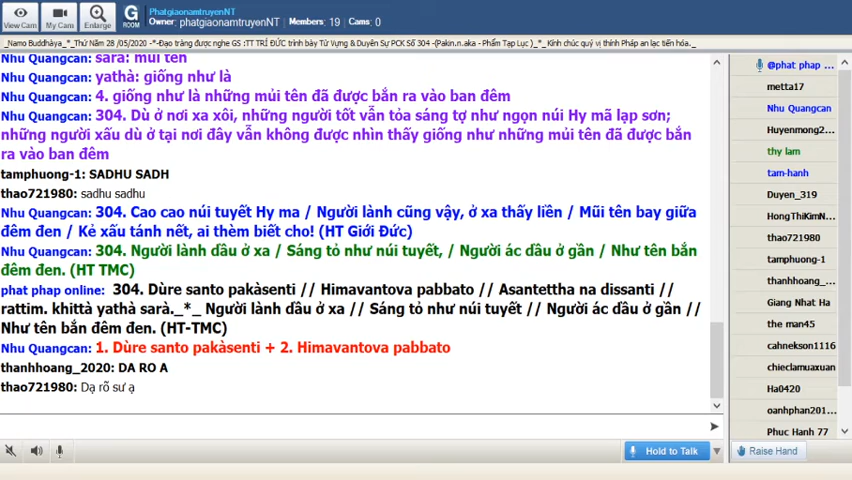 View Cam
My Cam
Enlarge
G
ROOM
PhatgiaonamtruyenNT
Owner: phatgiaonamtruyenNT Members: 19 Cams: 0
_Namo Buddhàya_*_Thứ Năm 28 /05/2020 -*-Đạo tràng được nghe GS :TT TRÍ ĐỨC trình bày Từ Vựng & Duyên Sự PCK Số 304 -(Pakin.n.aka - Phẩm Tạp Lục )_*_ Kính chúc quý vị thính Pháp an lạc tiến hóa._
Nhu Quangcan: sarà: mũi tên
Nhu Quangcan: yathà: giống như là
Nhu Quangcan: 4. giống như là những mủi tên đã được bắn ra vào ban đêm
Nhu Quangcan: 304. Dù ở nơi xa xôi, những người tốt vẫn tỏa sáng tợ như ngọn núi Hy mã lạp sơn;
những người xấu dù ở tại nơi đây vẫn không được nhìn thấy giống như những mủi tên đã được bắn
ra vào ban đêm
tamphuong-1: SADHU SADH
thao721980: sadhu sadhu
Nhu Quangcan: 304. Cao cao núi tuyết Hy ma / Người lành cũng vậy, ở xa thấy liền / Mũi tên bay giữa
đêm đen / Kẻ xấu tánh nết, ai thèm biết cho! (HT Giới Đức)
Nhu Quangcan: 304. Người lành dầu ở xa / Sáng tỏ như núi tuyết, / Người ác dầu ở gần / Như tên bắn
đêm đen. (HT TMC)
phat phap online: 304. Dùre santo pakàsenti // Himavantova pabbato // Asantettha na dissanti //
rattim. khittà yathà sarà._*_ Người lành dầu ở xa // Sáng tỏ như núi tuyết // Người ác dầu ở gần //
Như tên bắn đêm đen. (HT-TMC)
Nhu Quangcan: 1. Dùre santo pakàsenti + 2. Himavantova pabbato
thanhhoang_2020: DA RO A
thao721980: Dạ rõ sư ạ
Hold to Talk
@phat phap ...
metta17
Nhu Quangcan
Huyenmong2...
thy lam
tam-hanh
Duyen_319
HongThiKimN...
thao721980
tamphuong-1
thanhhoang_...
Giang Nhat Ha
the man45
cahnekson1116
chieclamuaxuan
Ha0420
oanhphan201...
Phuc Hanh 77
Raise Hand